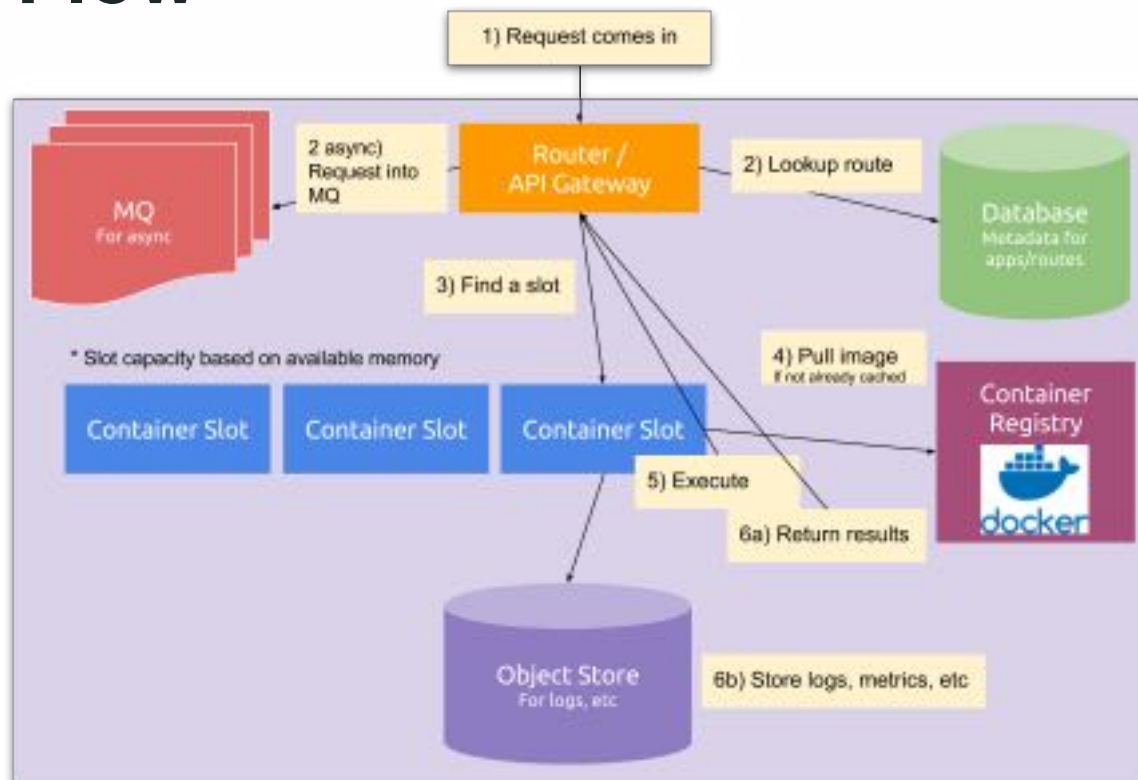 Flow
1) Request comes in
2 async)
Request into
MQ
Router /
API Gateway
2) Lookup route
MQ
For async
Database
Metadata for
apps/routes
3) Find a slot
* Slot capacity based on available memory
4) Pull image
If not already cached
Container Slot
Container Slot
Container Slot
Container
Registry
docker
5) Execute
6a) Return results
Object Store
For logs, etc
6b) Store logs, metrics, etc